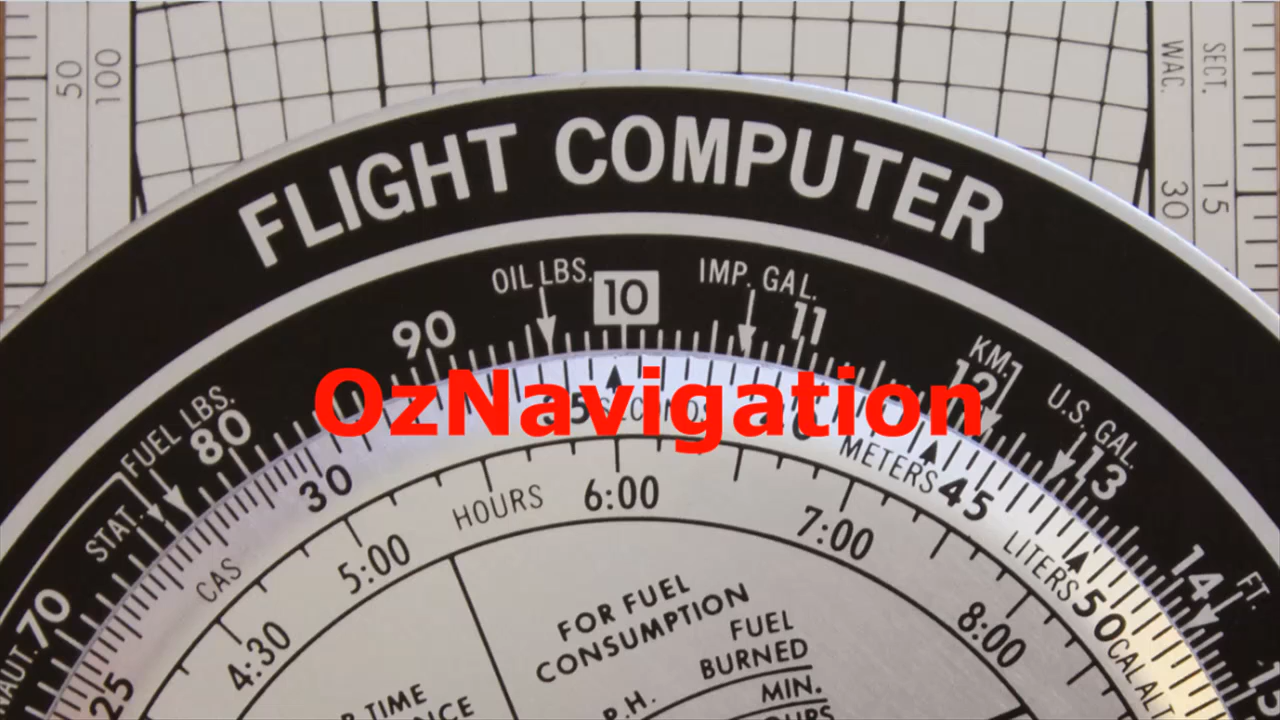 50
100
SECT.
WAC.
15
30
FLIGHT COMPUTER
OIL LBS.
10
IMP. GAL.
11
90
KM.
12
U.S. GAL.
13
FUEL LBS.
80
STAT.
14
FT.
NAUT.
70
OzNavigation
SECONDS
METERS
45
30
LITERS
50
CAL ALT
CAS
25
HOURS
6:00
7:00
5:00
8:00
4:30
FOR FUEL
CONSUMPTION
FUEL
BURNED
MIN.
TIME